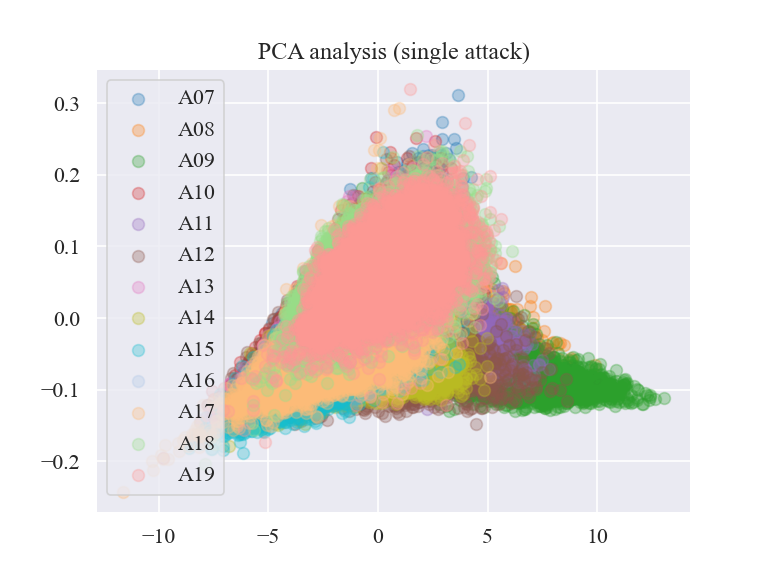 PCA analysis (single attack)
0.3
0.2
0.1
0.0
−0.1
−0.2
A07
A08
A09
A10
A11
A12
A13
A14
A15
A16
A17
A18
A19
−10
−5
0
5
10